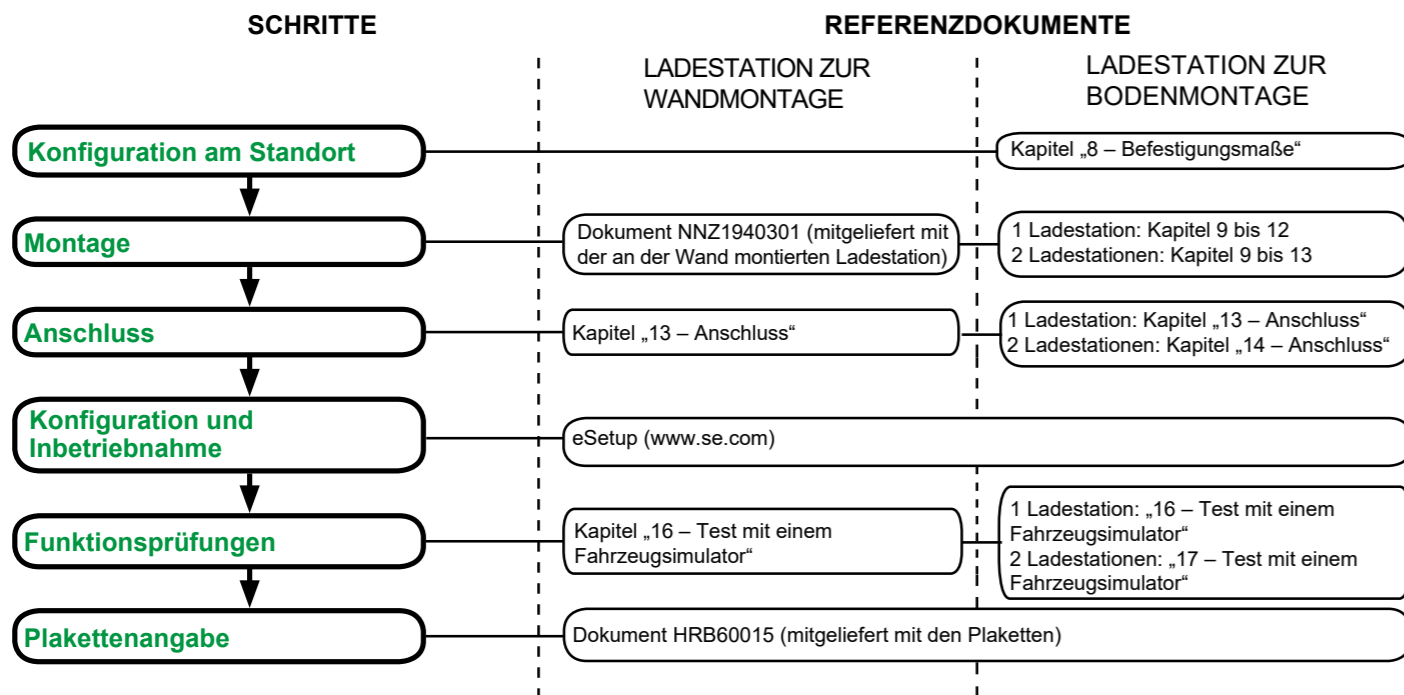 SCHRITTE
REFERENZDOKUMENTE
LADESTATION ZUR
WANDMONTAGE
LADESTATION ZUR
BODENMONTAGE
Konfiguration am Standort
Kapitel „8 – Befestigungsmaße“
Montage
Dokument NNZ1940301 (mitgeliefert mit
der an der Wand montierten Ladestation)
1 Ladestation: Kapitel 9 bis 12
2 Ladestationen: Kapitel 9 bis 13
Anschluss
Kapitel „13 – Anschluss“
1 Ladestation: Kapitel „13 – Anschluss“
2 Ladestationen: Kapitel „14 – Anschluss“
Konfiguration und
Inbetriebnahme
eSetup (www.se.com)
Funktionsprüfungen
Kapitel „16 – Test mit einem
Fahrzeugsimulator“
1 Ladestation: „16 – Test mit einem
Fahrzeugsimulator“
2 Ladestationen: „17 – Test mit einem
Fahrzeugsimulator“
Plakettenangabe
Dokument HRB60015 (mitgeliefert mit den Plaketten)